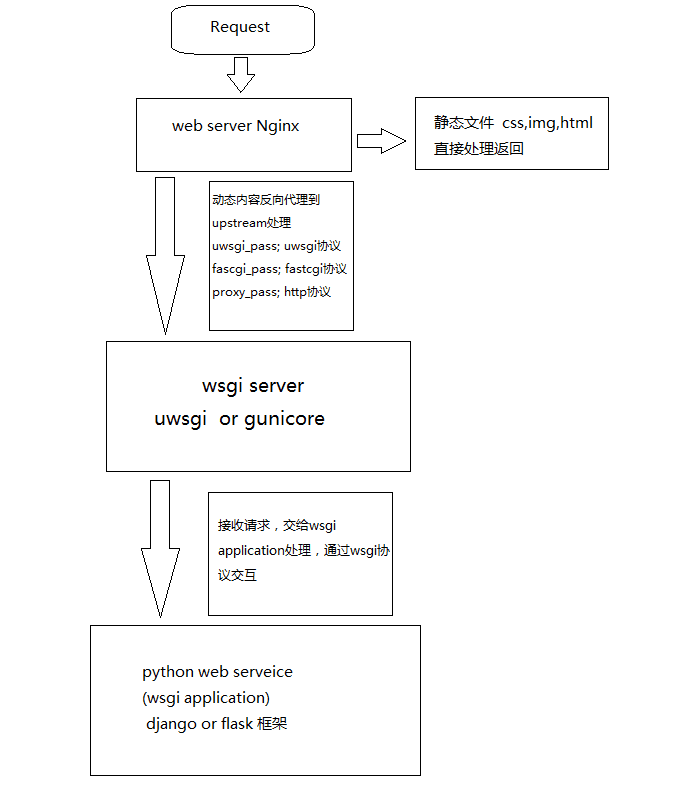 Request
web server Nginx
静态文件 css,img,html
直接处理返回
动态内容反向代理到
upstream处理
uwsgi_pass; uwsgi协议
fascgi_pass; fastcgi协议
proxy_pass; http协议
wsgi server
uwsgi or gunicore
接收请求，交给wsgi
application处理，通过wsgi协
议交互
python web serveice
(wsgi application)
django or flask 框架